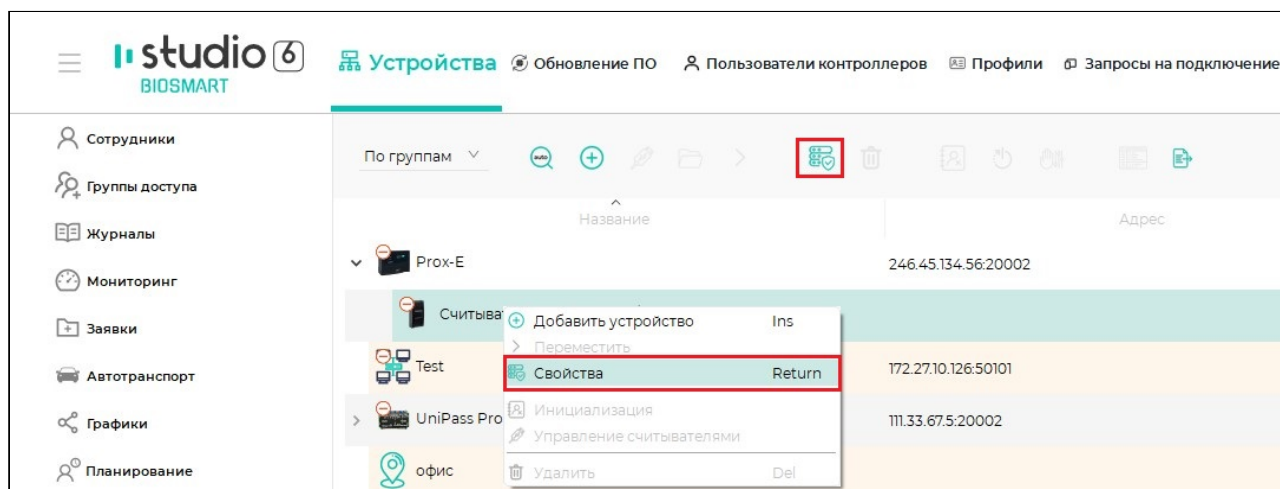 studio 6
BIOSMART
Устройства Обновление ПО Пользователи контроллеров Профили Запросы на подключение
Сотрудники
Группы доступа
Журналы
Мониторинг
Заявки
Автотранспорт
Графики
Планирование
По группам auto
Название Адрес
Prox-E 246.45.134.56:20002
Считыва
Test 172.27.10.126:50101
UniPass Pro 111.33.67.5:20002
офис
Добавить устройство Ins
Переместить
Свойства Return
Инициализация
Управление считывателями
Удалить Del